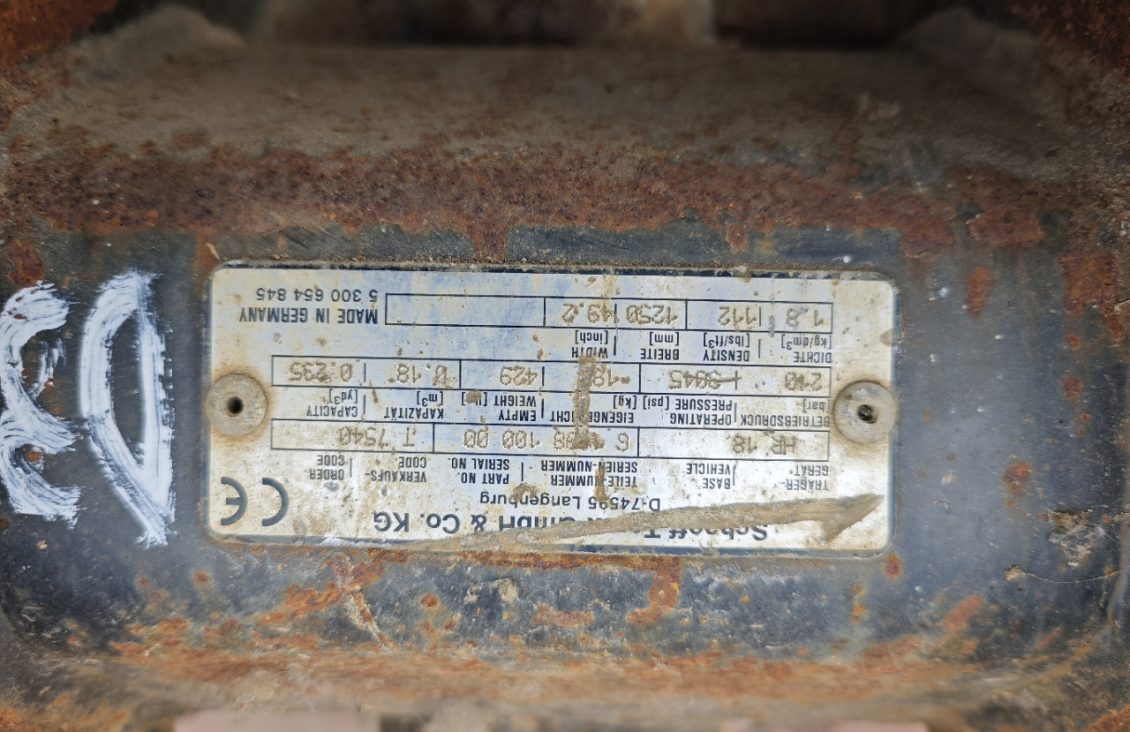 Schaeff GmbH & Co. KG
D-74595 Langenburg
CE
TRÄGER- BASE- TEILE-NUMMER PART NO. VERKAUFS- ORDER
GERÄT- VEHICLE SERIEN-NUMMER SERIAL NO. CODE CODE
HR 18. 100 00 J 7540
BETRIEBSDRUCK OPERATING EIGENGEWICHT EMPTY KAPAZITÄT CAPACITY
[bar] PRESSURE [psi] [kg] WEIGHT [m³] [yd³]
210 3045 429 0.18. 0.235
DICHTE DENSITY BREITE WIDTH
[kg/dm³] [lbs/ft³] [mm] [inch]
1.8 112 1250 49.2
MADE IN GERMANY
5 300 654 845